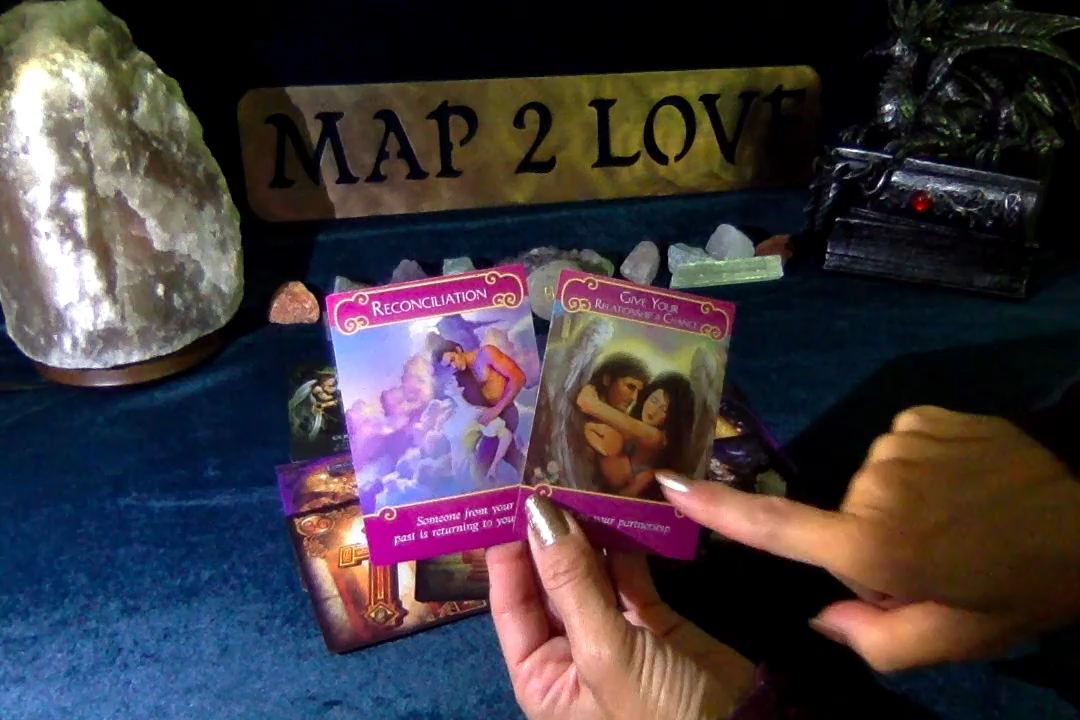 MAP 2 LOVE
RECONCILIATION
Someone from your
past is returning to you
GIVE YOUR
RELATIONSHIP A CHANCE
your partnership